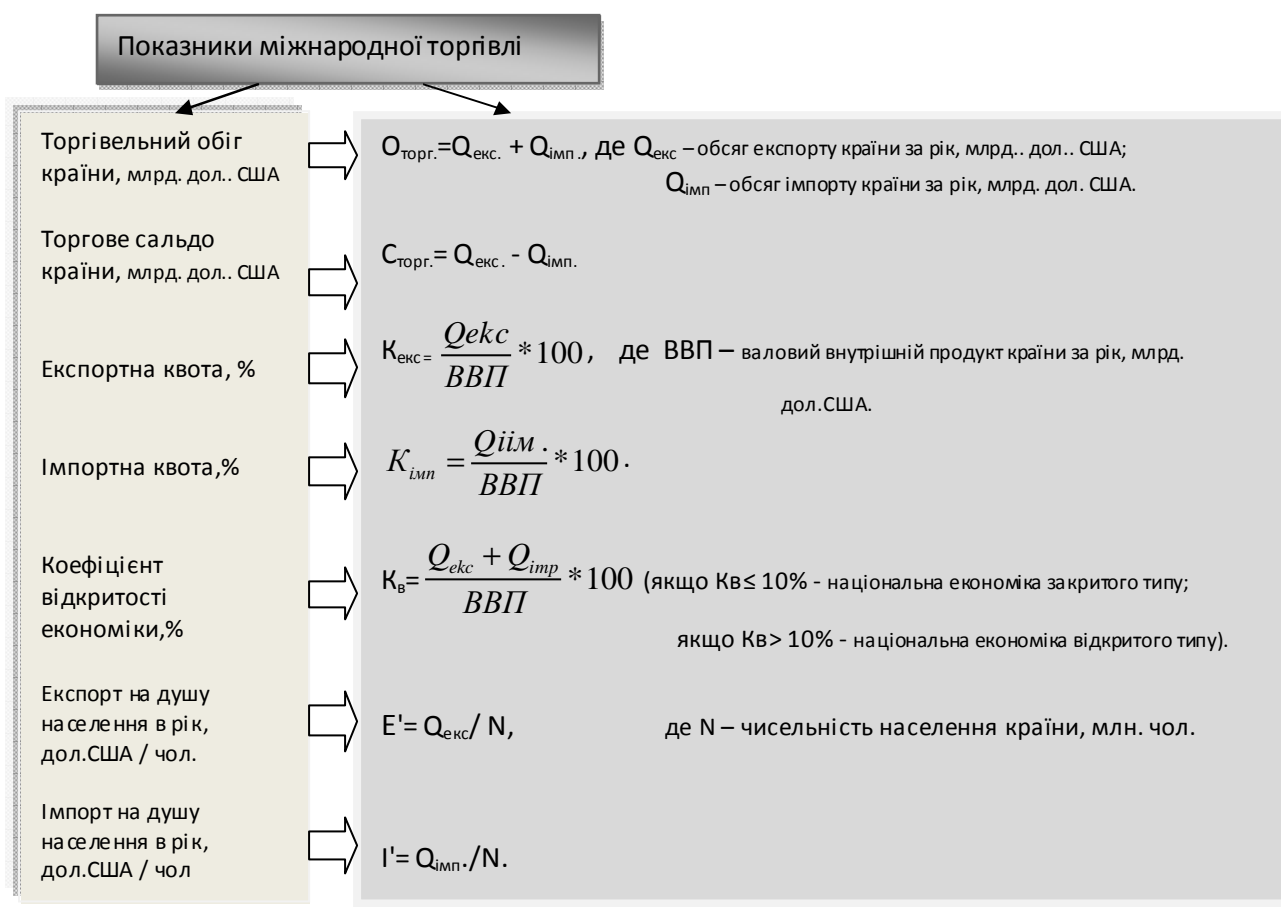 Показники міжнародної торгівлі
Торгівельний обіг
країни, млрд. дол.. США
Oторг.=Qекс. + Qімп., де Qекс – обсяг експорту країни за рік, млрд.. дол.. США;
Qімп – обсяг імпорту країни за рік, млрд. дол. США.
Торгове сальдо
країни, млрд. дол.. США
Cторг.= Qекс. - Qімп.
Експортна квота, %
Kекс= Qekc / ВВП * 100, де ВВП – валовий внутрішній продукт країни за рік, млрд.
дол.США.
Імпортна квота,%
Kімп = Qіім . / ВВП * 100 .
Коефіцієнт
відкритості
економіки,%
Kв= Qekc + Qimp / ВВП * 100 (якщо Кв≤ 10% - національна економіка закритого типу;
якщо Кв> 10% - національна економіка відкритого типу).
Експорт на душу
населення в рік,
дол.США / чол.
E'= Qекс/ N, де N – чисельність населення країни, млн. чол.
Імпорт на душу
населення в рік,
дол.США / чол
I'= Qімп./N.